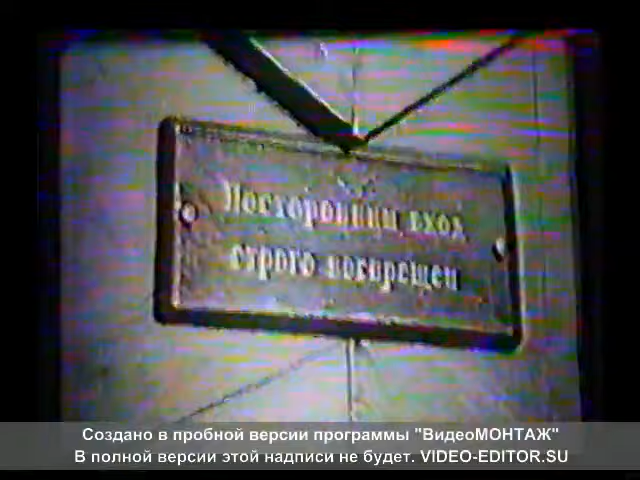 Посторонним вход
строго воспрещен
Создано в пробной версии программы "ВидеоМОНТАЖ"
В полной версии этой надписи не будет. VIDEO-EDITOR.SU